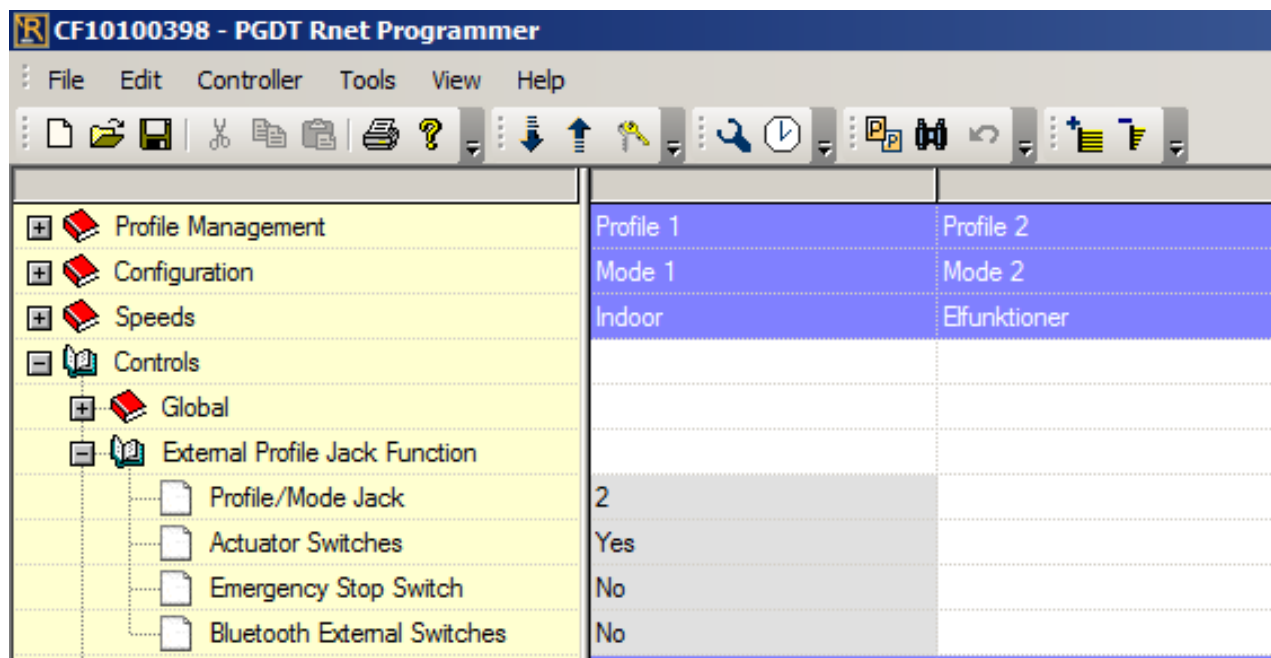 CF10100398 - PGDT Rnet Programmer
File Edit Controller Tools View Help
Profile Management Profile 1 Profile 2
Configuration Mode 1 Mode 2
Speeds Indoor Elfunktioner
Controls
Global
External Profile Jack Function
Profile/Mode Jack 2
Actuator Switches Yes
Emergency Stop Switch No
Bluetooth External Switches No